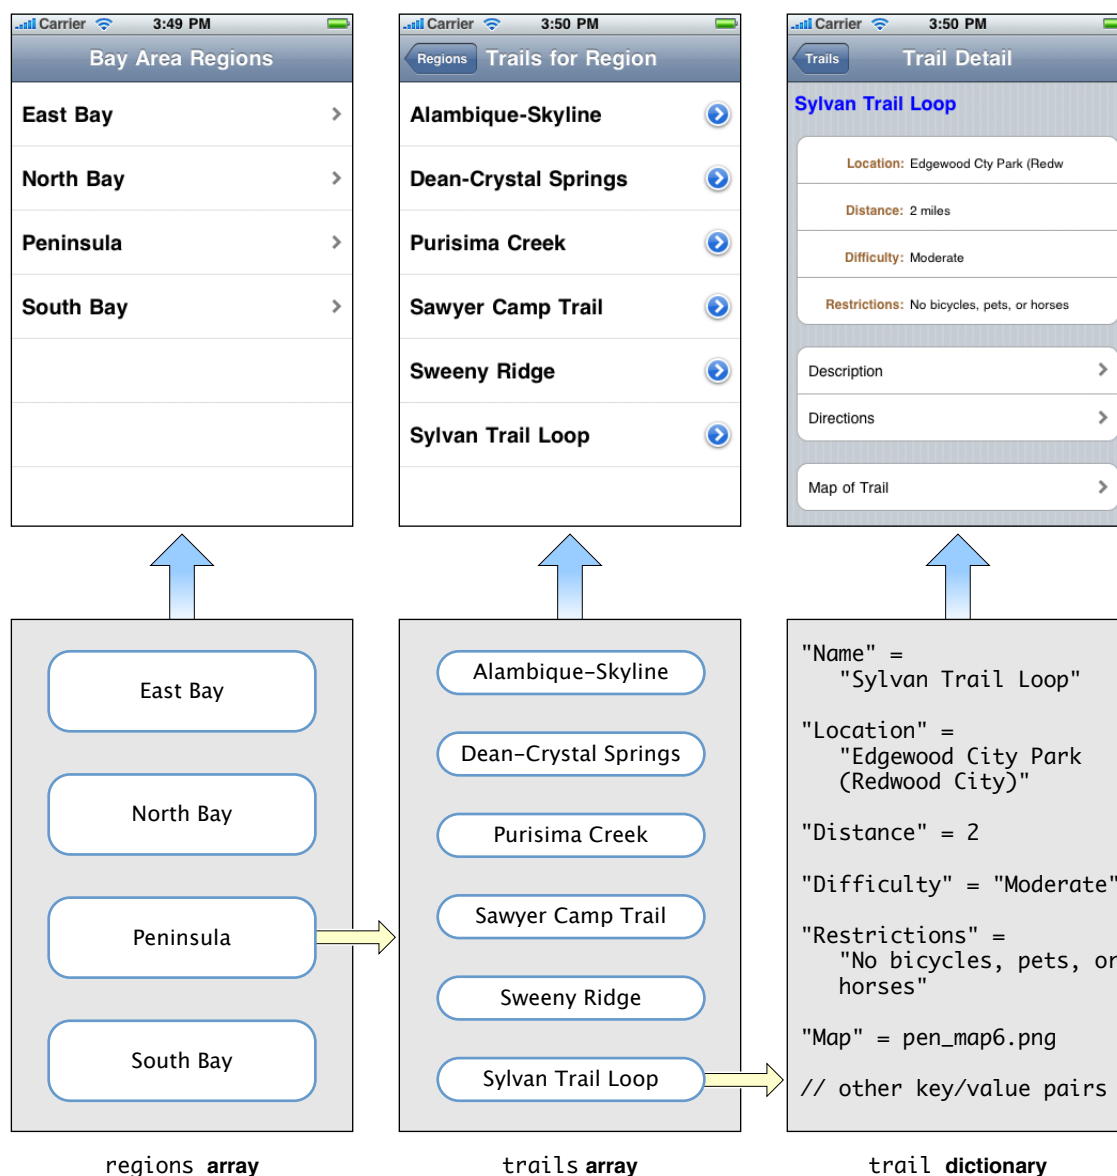 Carrier 3:49 PM
Bay Area Regions
East Bay
North Bay
Peninsula
South Bay
Carrier 3:50 PM
Regions Trails for Region
Alambique-Skyline
Dean-Crystal Springs
Purisima Creek
Sawyer Camp Trail
Sweeny Ridge
Sylvan Trail Loop
Carrier 3:50 PM
Trails Trail Detail
Sylvan Trail Loop
Location: Edgewood Cty Park (Redw
Distance: 2 miles
Difficulty: Moderate
Restrictions: No bicycles, pets, or horses
Description
Directions
Map of Trail
East Bay
North Bay
Peninsula
South Bay
regions array
Alambique-Skyline
Dean-Crystal Springs
Purisima Creek
Sawyer Camp Trail
Sweeny Ridge
Sylvan Trail Loop
trails array
"Name" =
"Sylvan Trail Loop"
"Location" =
"Edgewood City Park
(Redwood City)"
"Distance" = 2
"Difficulty" = "Moderate"
"Restrictions" =
"No bicycles, pets, or
horses"
"Map" = pen_map6.png
// other key/value pairs
trail dictionary